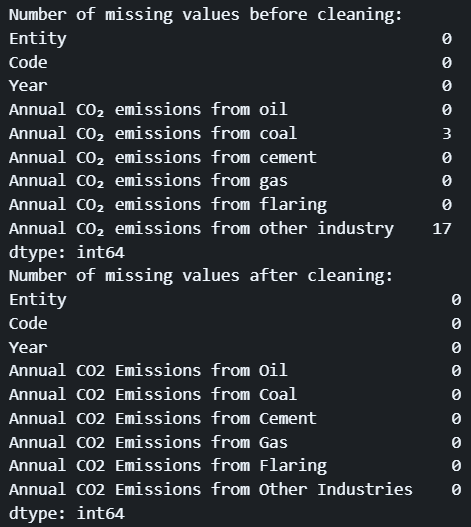 Number of missing values before cleaning:
Entity 0
Code 0
Year 0
Annual CO₂ emissions from oil 0
Annual CO₂ emissions from coal 3
Annual CO₂ emissions from cement 0
Annual CO₂ emissions from gas 0
Annual CO₂ emissions from flaring 0
Annual CO₂ emissions from other industry 17
dtype: int64
Number of missing values after cleaning:
Entity 0
Code 0
Year 0
Annual CO2 Emissions from Oil 0
Annual CO2 Emissions from Coal 0
Annual CO2 Emissions from Cement 0
Annual CO2 Emissions from Gas 0
Annual CO2 Emissions from Flaring 0
Annual CO2 Emissions from Other Industries 0
dtype: int64